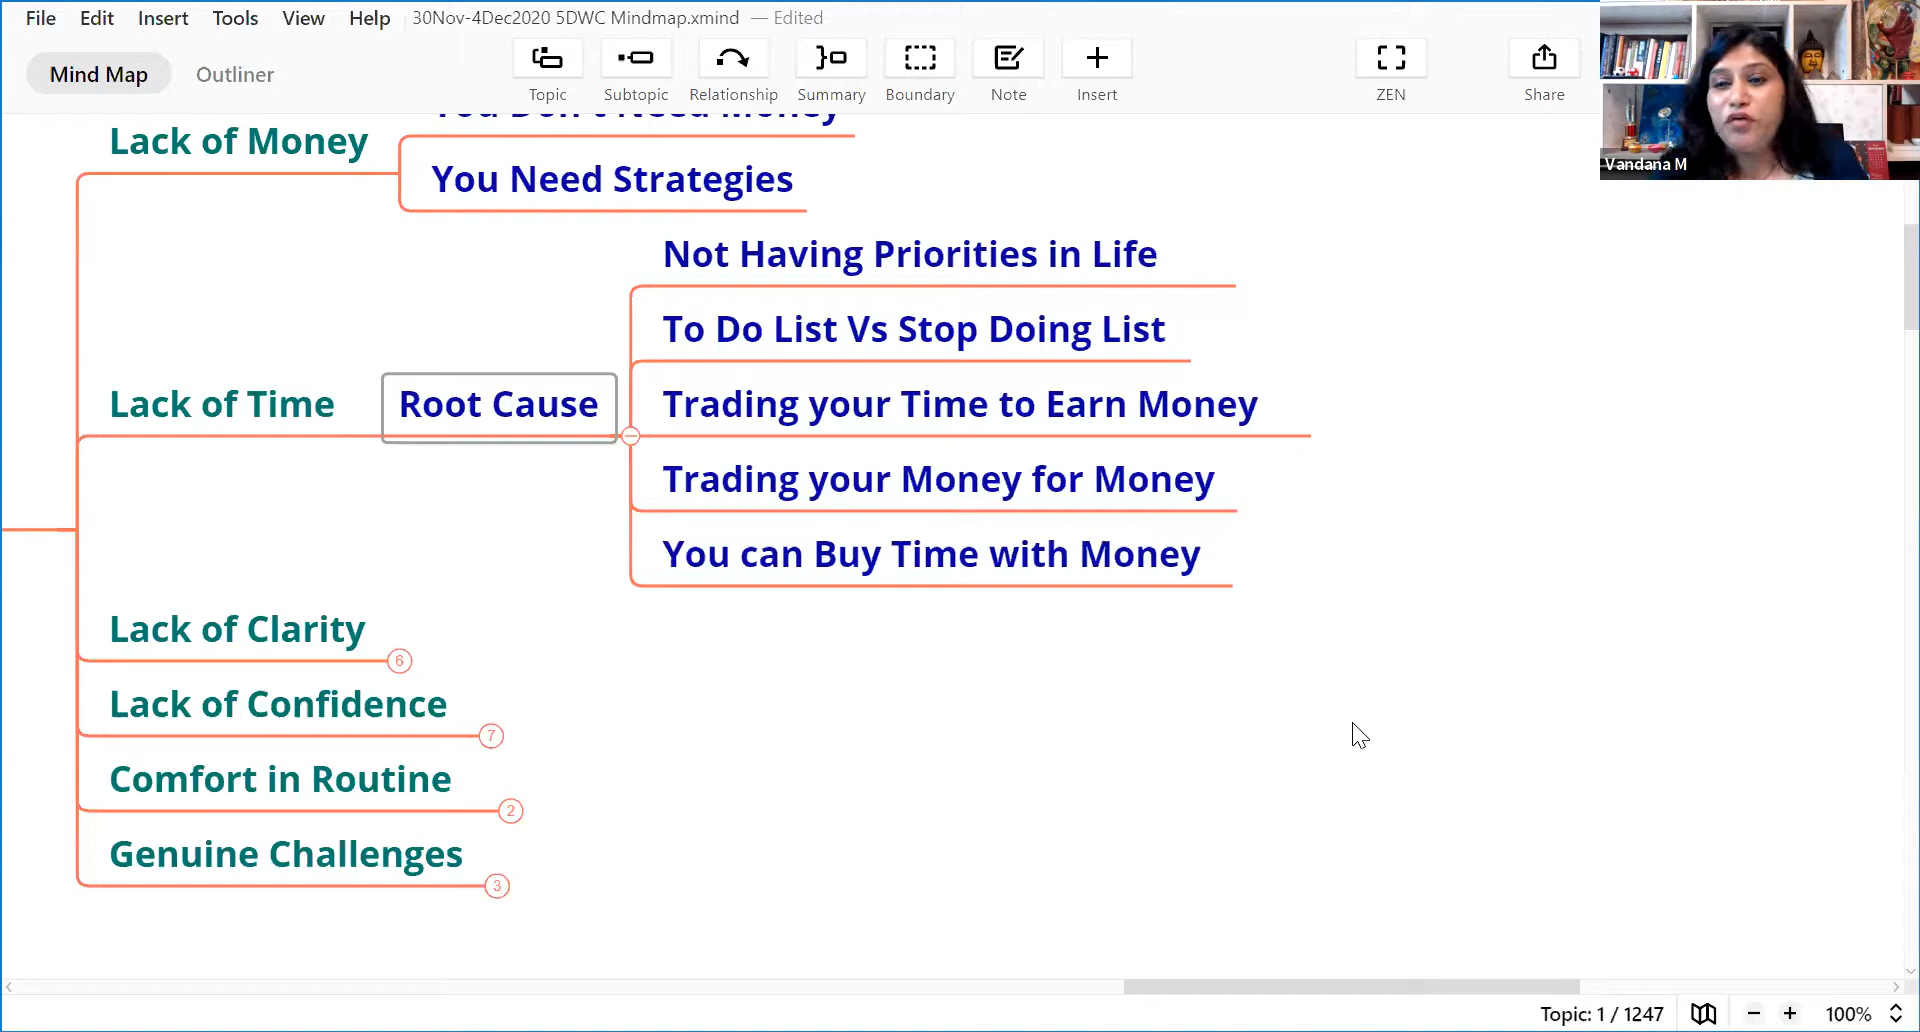 File Edit Insert Tools View Help 30Nov-4Dec2020 5DWC Mindmap.xmind — Edited
Mind Map Outliner
Topic Subtopic Relationship Summary Boundary Note Insert ZEN Share
Vandana M
You Don't Need Money
Lack of Money
You Need Strategies
Not Having Priorities in Life
To Do List Vs Stop Doing List
Lack of Time Root Cause Trading your Time to Earn Money
Trading your Money for Money
You can Buy Time with Money
Lack of Clarity 6
Lack of Confidence 7
Comfort in Routine 2
Genuine Challenges 3
Topic: 1 / 1247 100%